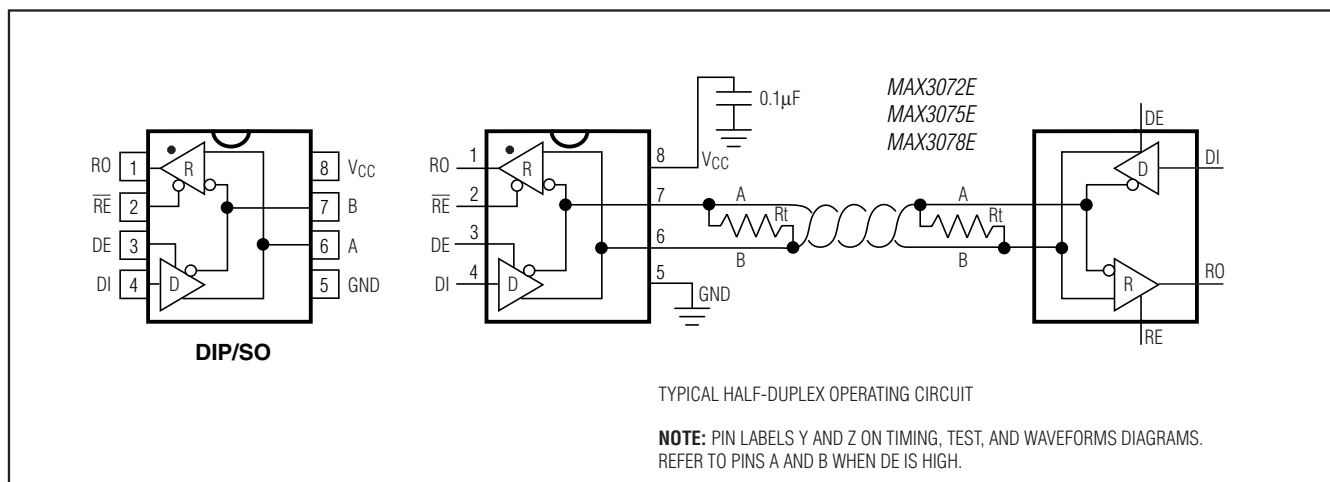 RO 1
R
8 VCC
RE 2
7 B
DE 3
6 A
DI 4
D
5 GND
DIP/SO
0.1µF
RO 1
R
8 VCC
RE 2
7 A
DE 3
Rt
6 B
DI 4
D
5 GND
MAX3072E
MAX3075E
MAX3078E
A
Rt
B
DE
D
DI
R
RO
RE
TYPICAL HALF-DUPLEX OPERATING CIRCUIT
NOTE: PIN LABELS Y AND Z ON TIMING, TEST, AND WAVEFORMS DIAGRAMS.
REFER TO PINS A AND B WHEN DE IS HIGH.